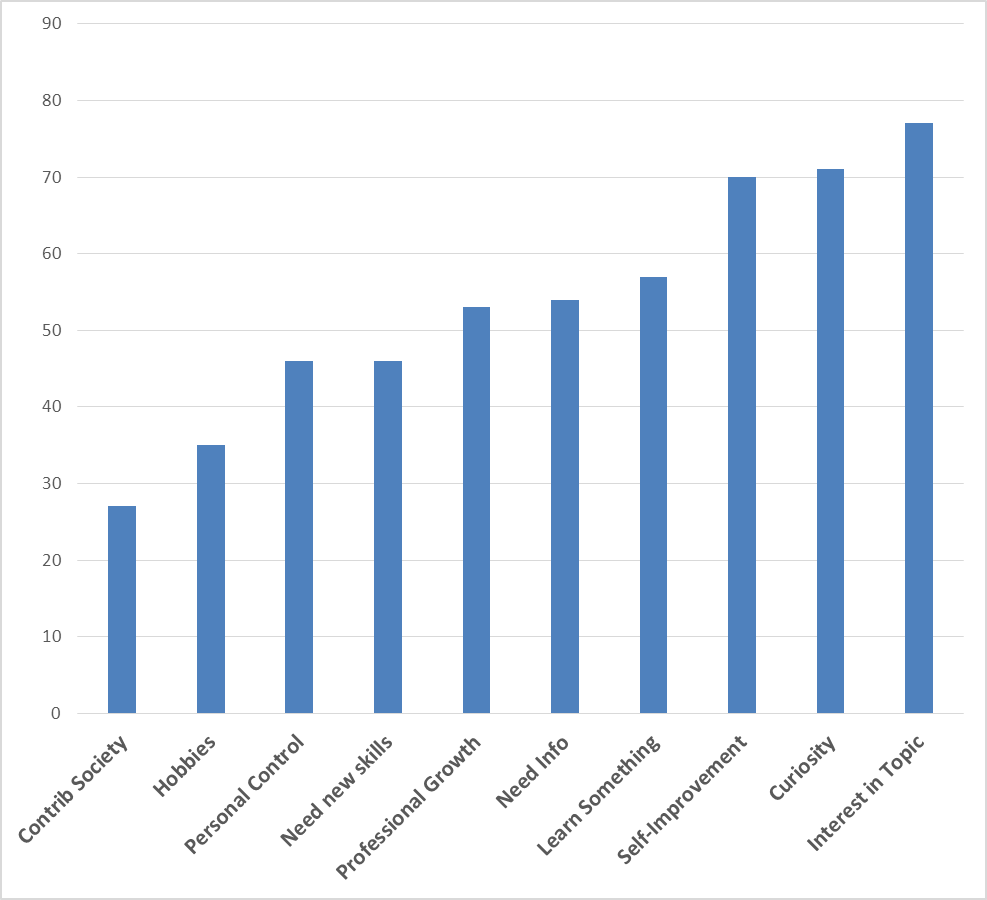 90
80
70
60
50
40
30
20
10
0
Contrib Society
Hobbies
Personal Control
Need new skills
Professional Growth
Need Info
Learn Something
Self-Improvement
Curiosity
Interest in Topic